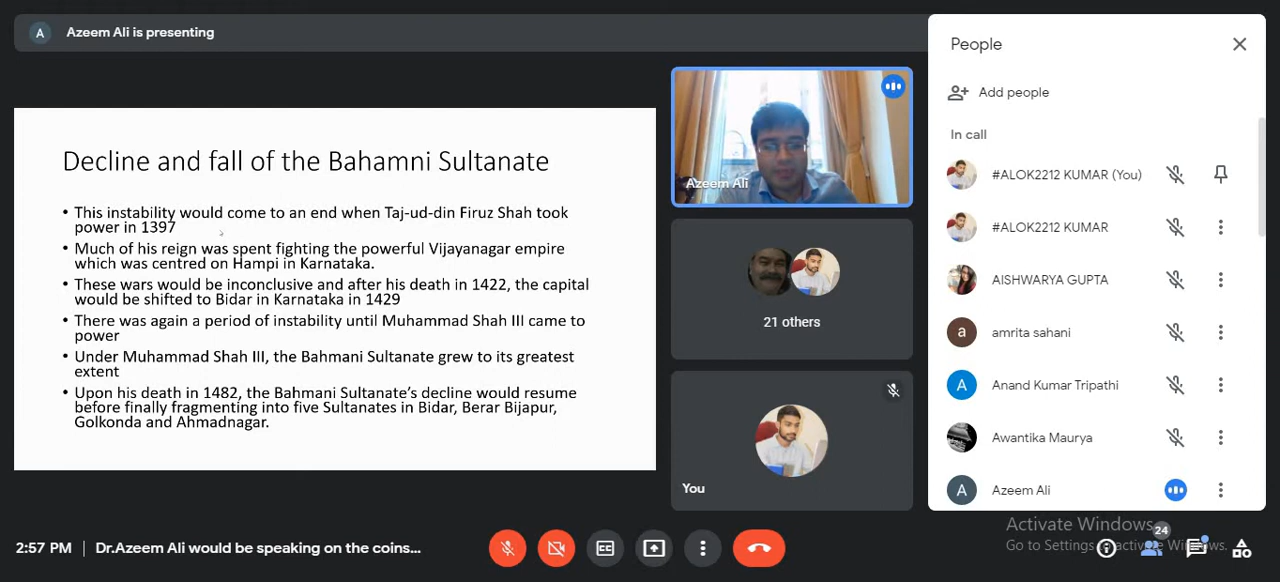 A Azeem Ali is presenting
Decline and fall of the Bahamni Sultanate
• This instability would come to an end when Taj-ud-din Firuz Shah took
power in 1397
• Much of his reign was spent fighting the powerful Vijayanagar empire
which was centred on Hampi in Karnataka.
• These wars would be inconclusive and after his death in 1422, the capital
would be shifted to Bidar in Karnataka in 1429
• There was again a period of instability until Muhammad Shah III came to
power
• Under Muhammad Shah III, the Bahmani Sultanate grew to its greatest
extent
• Upon his death in 1482, the Bahmani Sultanate's decline would resume
before finally fragmenting into five Sultanates in Bidar, Berar Bijapur,
Golkonda and Ahmadnagar.
Azeem Ali
21 others
You
People
Add people
In call
#ALOK2212 KUMAR (You)
#ALOK2212 KUMAR
AISHWARYA GUPTA
a amrita sahani
A Anand Kumar Tripathi
Awantika Maurya
A Azeem Ali
2:57 PM | Dr.Azeem Ali would be speaking on the coins...
CC
24
Activate Windows
Go to Settings to activate Windows.